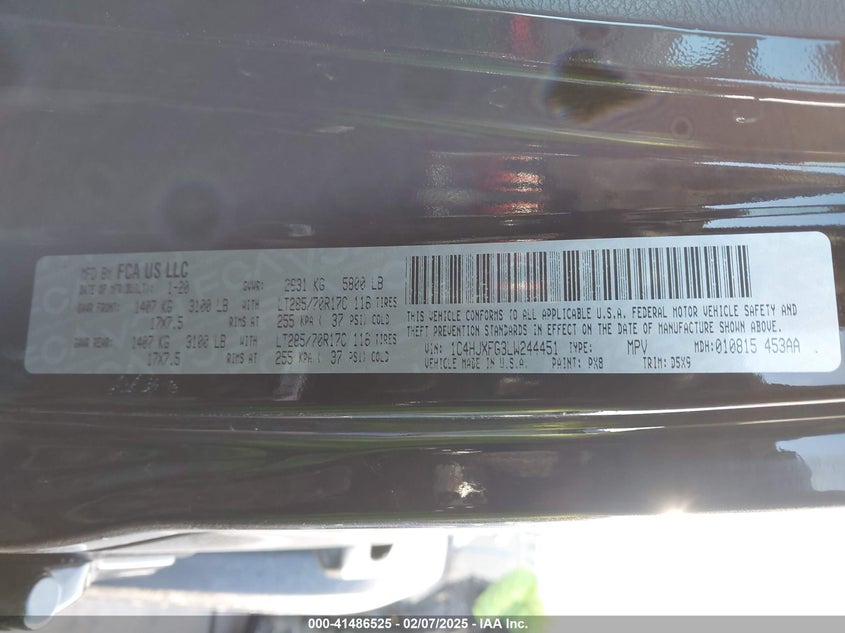 MFD BY: FCA US LLC
DATE OF MFR.(BUILT): 1-20 GVWR: 2631 KG 5800 LB
GAWR FRONT: 1407 KG 3100 LB WITH LT285/70R17C 116 TIRES
17X7.5 RIMS AT 255 KPA ( 37 PSI) COLD
GAWR REAR: 1407 KG 3100 LB WITH LT285/70R17C 116 TIRES
17X7.5 RIMS AT 255 KPA ( 37 PSI) COLD
THIS VEHICLE CONFORMS TO ALL APPLICABLE U.S.A. FEDERAL MOTOR VEHICLE SAFETY AND
THEFT PREVENTION STANDARDS IN EFFECT ON THE DATE OF MANUFACTURE SHOWN ABOVE.
VIN: 1C4HJXFG3LW244451 TYPE: MPV MDH: 010815 453AA
VEHICLE MADE IN U.S.A. PAINT: PX8 TRIM: D5X9
000-41486525 - 02/07/2025 - IAA Inc.